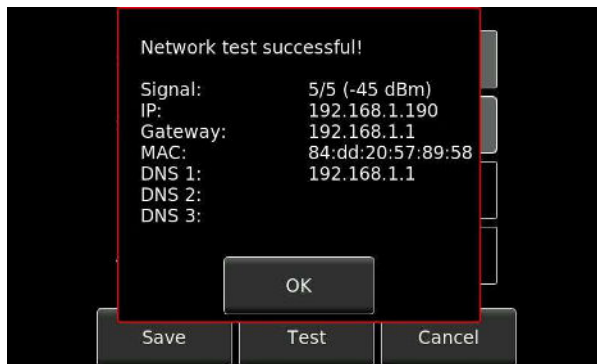 Network test successful!
Signal: 5/5 (-45 dBm)
IP: 192.168.1.190
Gateway: 192.168.1.1
MAC: 84:dd:20:57:89:58
DNS 1: 192.168.1.1
DNS 2:
DNS 3:
OK
Save Test Cancel